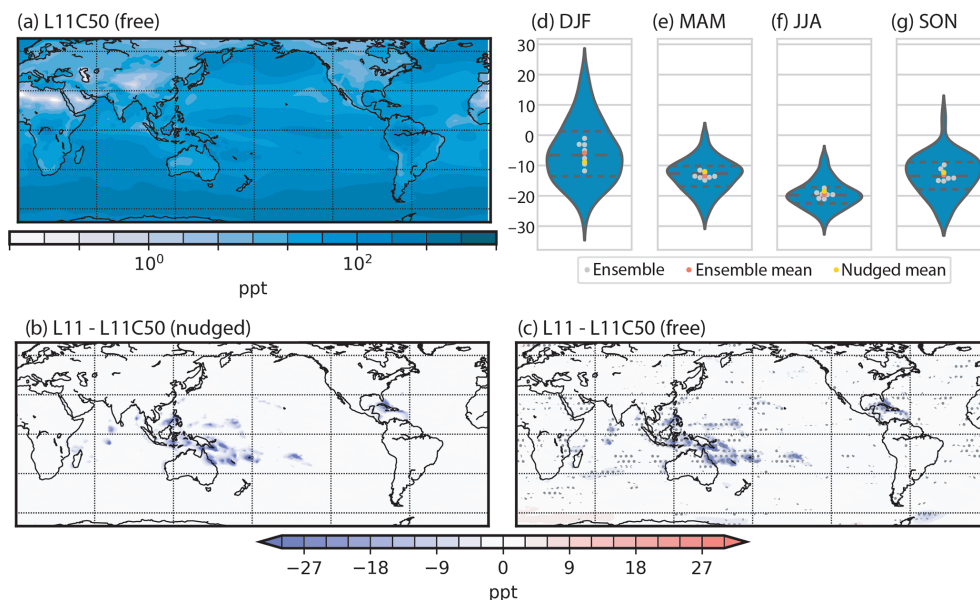 (a) L11C50 (free)
10⁰ 10²
ppt
(d) DJF (e) MAM (f) JJA (g) SON
30
20
10
0
−10
−20
−30
Ensemble Ensemble mean Nudged mean
(b) L11 - L11C50 (nudged)
(c) L11 - L11C50 (free)
−27 −18 −9 0 9 18 27
ppt